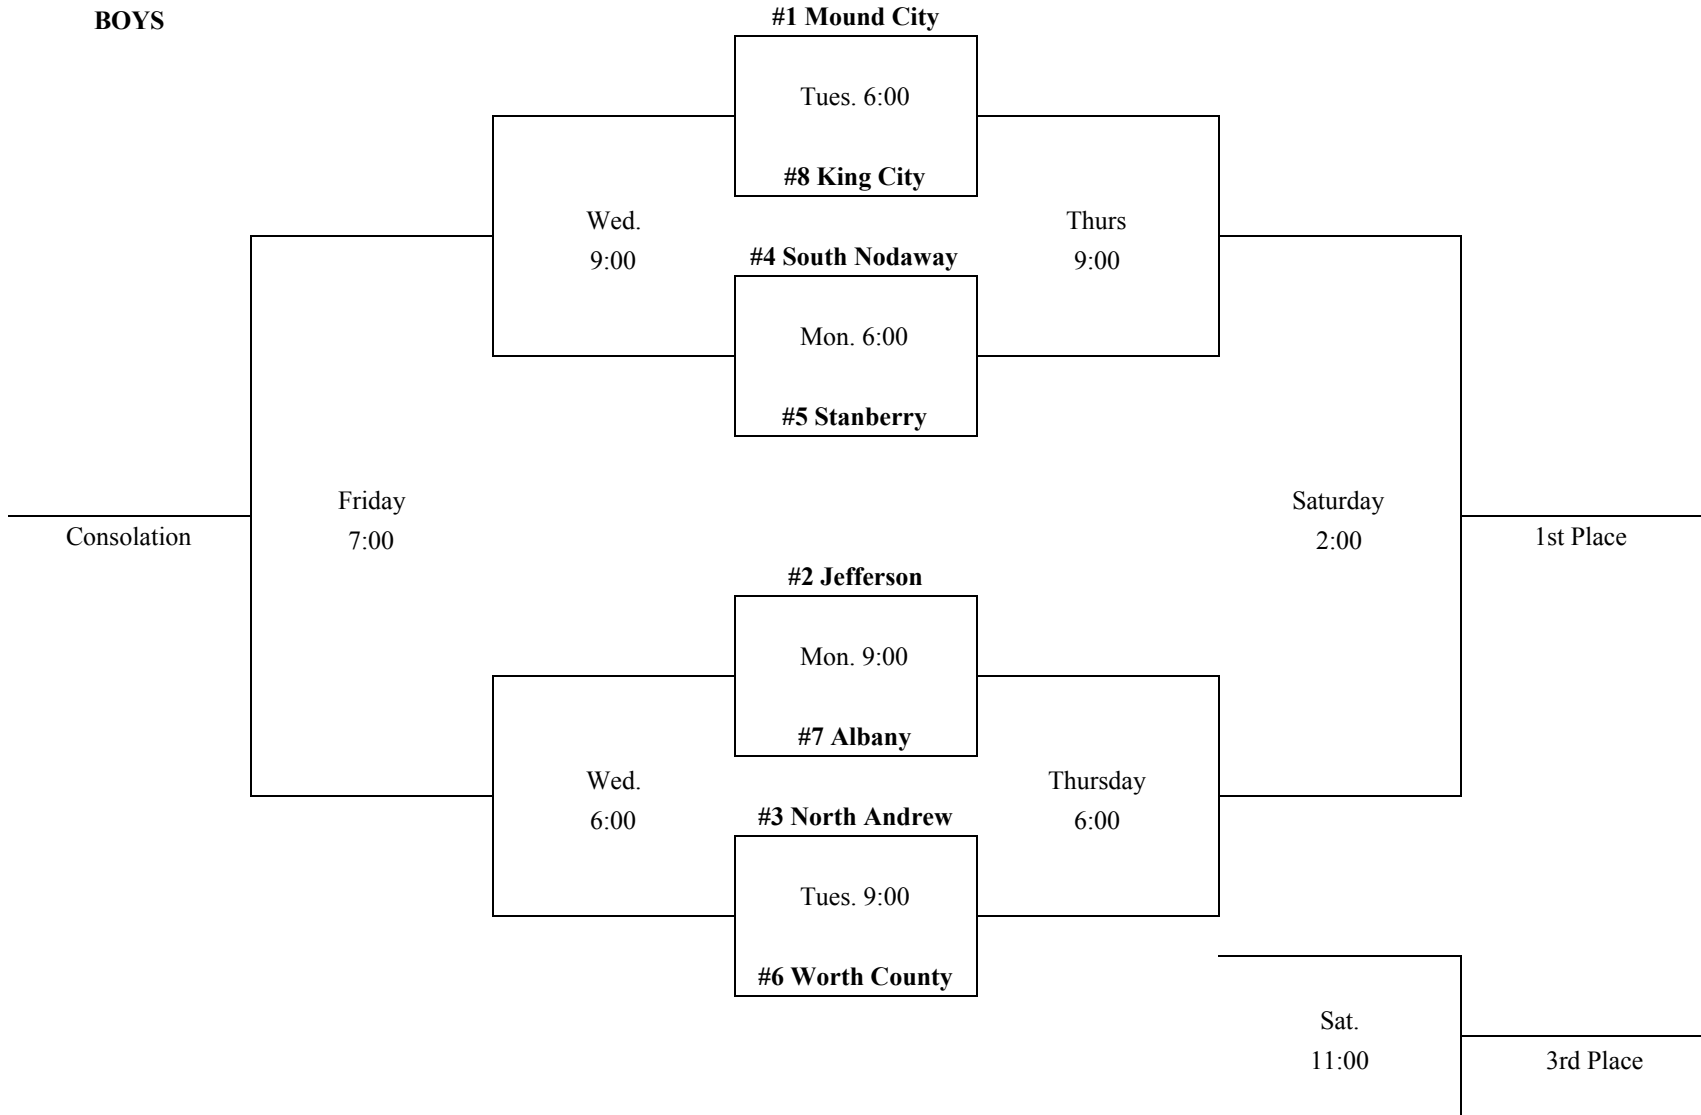 BOYS
#1 Mound City
Tues. 6:00
#8 King City
Wed.
9:00
Thurs
9:00
#4 South Nodaway
Mon. 6:00
#5 Stanberry
Friday
7:00
Consolation
Saturday
2:00
1st Place
#2 Jefferson
Mon. 9:00
#7 Albany
Wed.
6:00
Thursday
6:00
#3 North Andrew
Tues. 9:00
#6 Worth County
Sat.
11:00
3rd Place